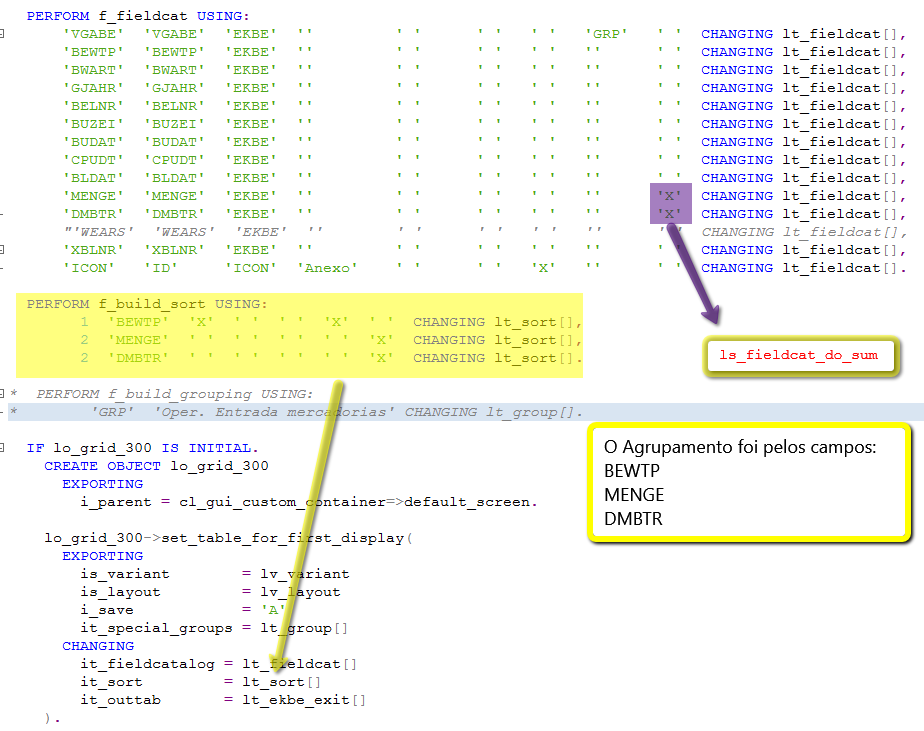 PERFORM f_fieldcat USING:
'VGABE' 'VGABE' 'EKBE' '' ' ' ' ' ' ' 'GRP' ' ' CHANGING lt_fieldcat[],
'BEWTP' 'BEWTP' 'EKBE' '' ' ' ' ' ' ' '' ' ' CHANGING lt_fieldcat[],
'BWART' 'BWART' 'EKBE' '' ' ' ' ' ' ' '' ' ' CHANGING lt_fieldcat[],
'GJAHR' 'GJAHR' 'EKBE' '' ' ' ' ' ' ' '' ' ' CHANGING lt_fieldcat[],
'BELNR' 'BELNR' 'EKBE' '' ' ' ' ' ' ' '' ' ' CHANGING lt_fieldcat[],
'BUZEI' 'BUZEI' 'EKBE' '' ' ' ' ' ' ' '' ' ' CHANGING lt_fieldcat[],
'BUDAT' 'BUDAT' 'EKBE' '' ' ' ' ' ' ' '' ' ' CHANGING lt_fieldcat[],
'CPUDT' 'CPUDT' 'EKBE' '' ' ' ' ' ' ' '' ' ' CHANGING lt_fieldcat[],
'BLDAT' 'BLDAT' 'EKBE' '' ' ' ' ' ' ' '' ' ' CHANGING lt_fieldcat[],
'MENGE' 'MENGE' 'EKBE' '' ' ' ' ' ' ' '' 'X' CHANGING lt_fieldcat[],
'DMBTR' 'DMBTR' 'EKBE' '' ' ' ' ' ' ' '' 'X' CHANGING lt_fieldcat[],
"'WEARS' 'WEARS' 'EKBE' '' ' ' ' ' ' ' '' ' ' CHANGING lt_fieldcat[],
'XBLNR' 'XBLNR' 'EKBE' '' ' ' ' ' ' ' '' ' ' CHANGING lt_fieldcat[],
'ICON' 'ID' 'ICON' 'Anexo' ' ' ' ' 'X' '' ' ' CHANGING lt_fieldcat[].
PERFORM f_build_sort USING:
1 'BEWTP' 'X' ' ' ' ' 'X' ' ' CHANGING lt_sort[],
2 'MENGE' ' ' ' ' ' ' ' ' 'X' CHANGING lt_sort[],
2 'DMBTR' ' ' ' ' ' ' ' ' 'X' CHANGING lt_sort[].
ls_fieldcat_do_sum
* PERFORM f_build_grouping USING:
* 'GRP' 'Oper. Entrada mercadorias' CHANGING lt_group[].
O Agrupamento foi pelos campos:
BEWTP
MENGE
DMBTR
IF lo_grid_300 IS INITIAL.
CREATE OBJECT lo_grid_300
EXPORTING
i_parent = cl_gui_custom_container=>default_screen.
lo_grid_300->set_table_for_first_display(
EXPORTING
is_variant = lv_variant
is_layout = lv_layout
i_save = 'A'
it_special_groups = lt_group[]
CHANGING
it_fieldcatalog = lt_fieldcat[]
it_sort = lt_sort[]
it_outtab = lt_ekbe_exit[]
).